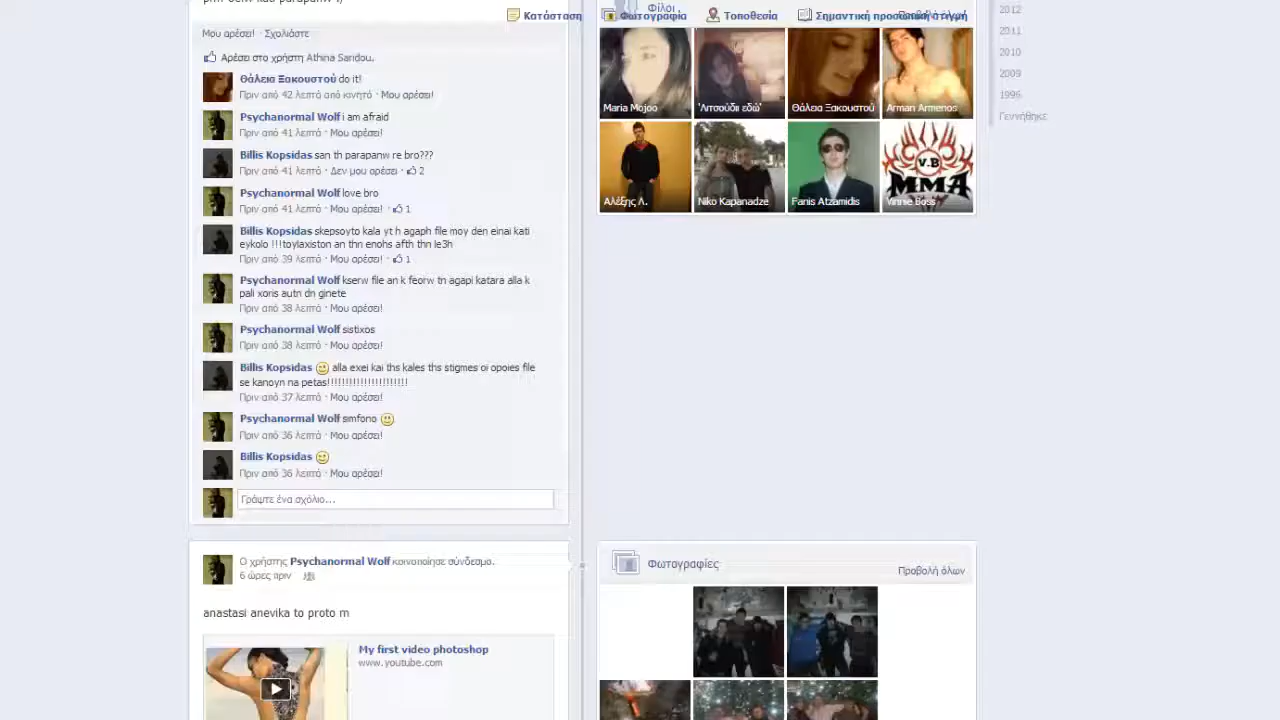 Κατάσταση
Φωτογραφία
Τοποθεσία
Σημαντική προσωπική στιγμή
Μου αρέσει! · Σχολιάστε
Αρέσει στο χρήστη Athina Saridou.
Θάλεια Ξακουστού do it!
Πριν από 42 λεπτά από κινητό · Μου αρέσει!
Psychanormal Wolf i am afraid
Πριν από 41 λεπτά · Μου αρέσει!
Billis Kopsidas san th parapanw re bro???
Πριν από 41 λεπτά · Δεν μου αρέσει · 2
Psychanormal Wolf love bro
Πριν από 41 λεπτά · Μου αρέσει! · 1
Billis Kopsidas skepsoyto kala yt h agaph file moy den einai kati
eykolo !!!toylaxiston an thn enohs afth thn le3h
Πριν από 39 λεπτά · Μου αρέσει! · 1
Psychanormal Wolf kserw file an k feorw tn agapi katara alla k
pali xoris autn dn ginete
Πριν από 38 λεπτά · Μου αρέσει!
Psychanormal Wolf sistixos
Πριν από 38 λεπτά · Μου αρέσει!
Billis Kopsidas alla exei kai ths kales ths stigmes oi opoies file
se kanoyn na petas!!!!!!!!!!!!!!!!!!!!!!
Πριν από 37 λεπτά · Μου αρέσει!
Psychanormal Wolf simfono
Πριν από 36 λεπτά · Μου αρέσει!
Billis Kopsidas
Πριν από 36 λεπτά · Μου αρέσει!
Γράψτε ένα σχόλιο...
Ο χρήστης Psychanormal Wolf κοινοποίησε σύνδεσμο.
6 ώρες πριν
anastasi anevika to proto m
My first video photoshop
www.youtube.com
Φίλοι
Προβολή όλων
Maria Mojoo
'Λιτσούδιι εδώ'
Θάλεια Ξακουστού
Arman Armenos
Αλέξης Λ.
Niko Kapanadze
Fanis Atzamidis
V.B
MMA
Vinnie Boss
Φωτογραφίες
Προβολή όλων
2012
2011
2010
2009
1996
Γεννήθηκε